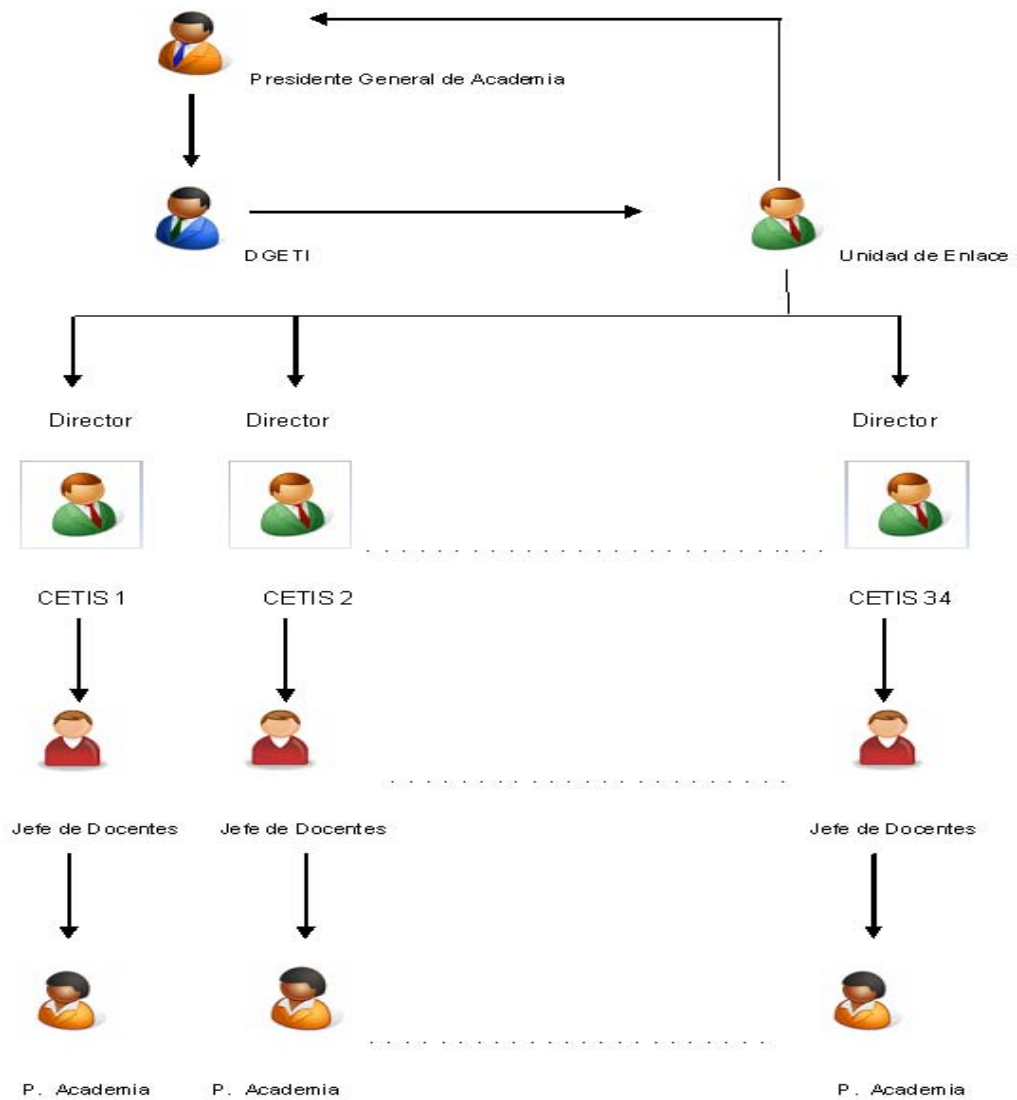 Presidente General de Academia
DGETI
Unidad de Enlace
Director
Director
Director
CETIS 1
CETIS 2
CETIS 34
Jefe de Docentes
Jefe de Docentes
Jefe de Docentes
P. Academia
P. Academia
P. Academia